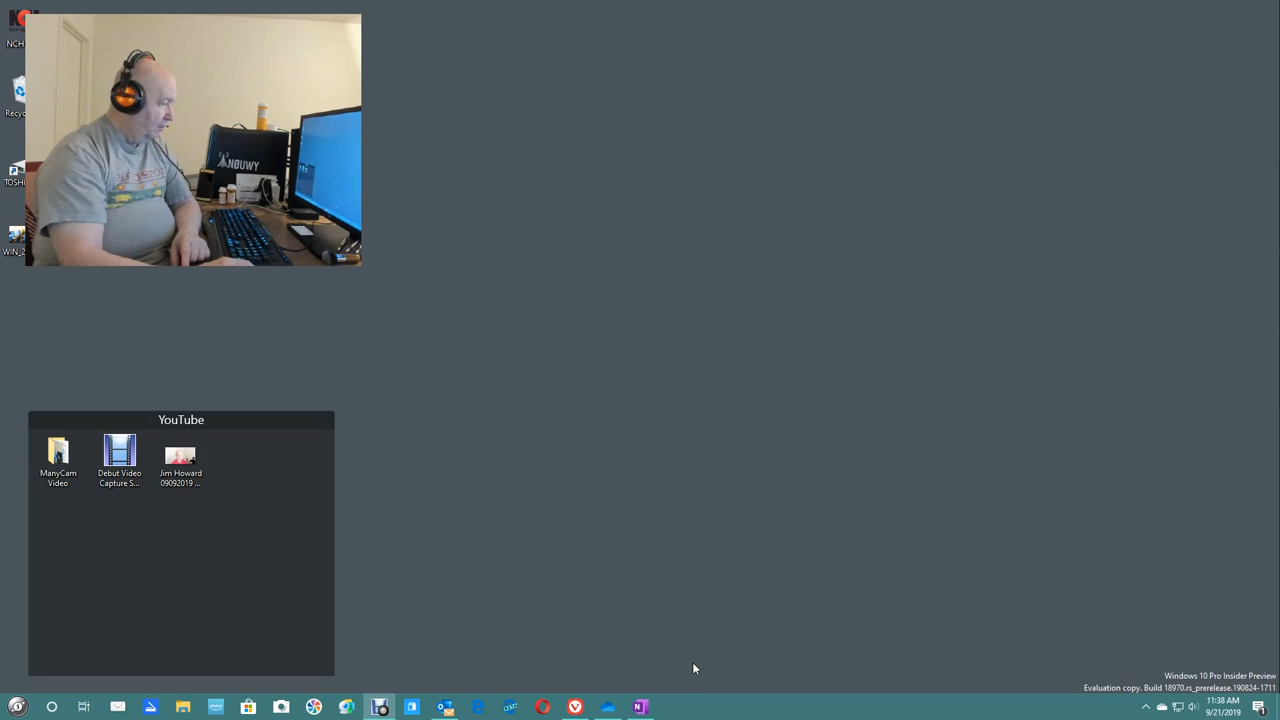 NCH
Recyc
TOSHI
WIN_2
NØUWY
YouTube
ManyCam
Video
Debut Video
Capture S...
Jim Howard
09092019 ...
Windows 10 Pro Insider Preview
Evaluation copy. Build 18970.rs_prerelease.190824-1711
11:38 AM
9/21/2019